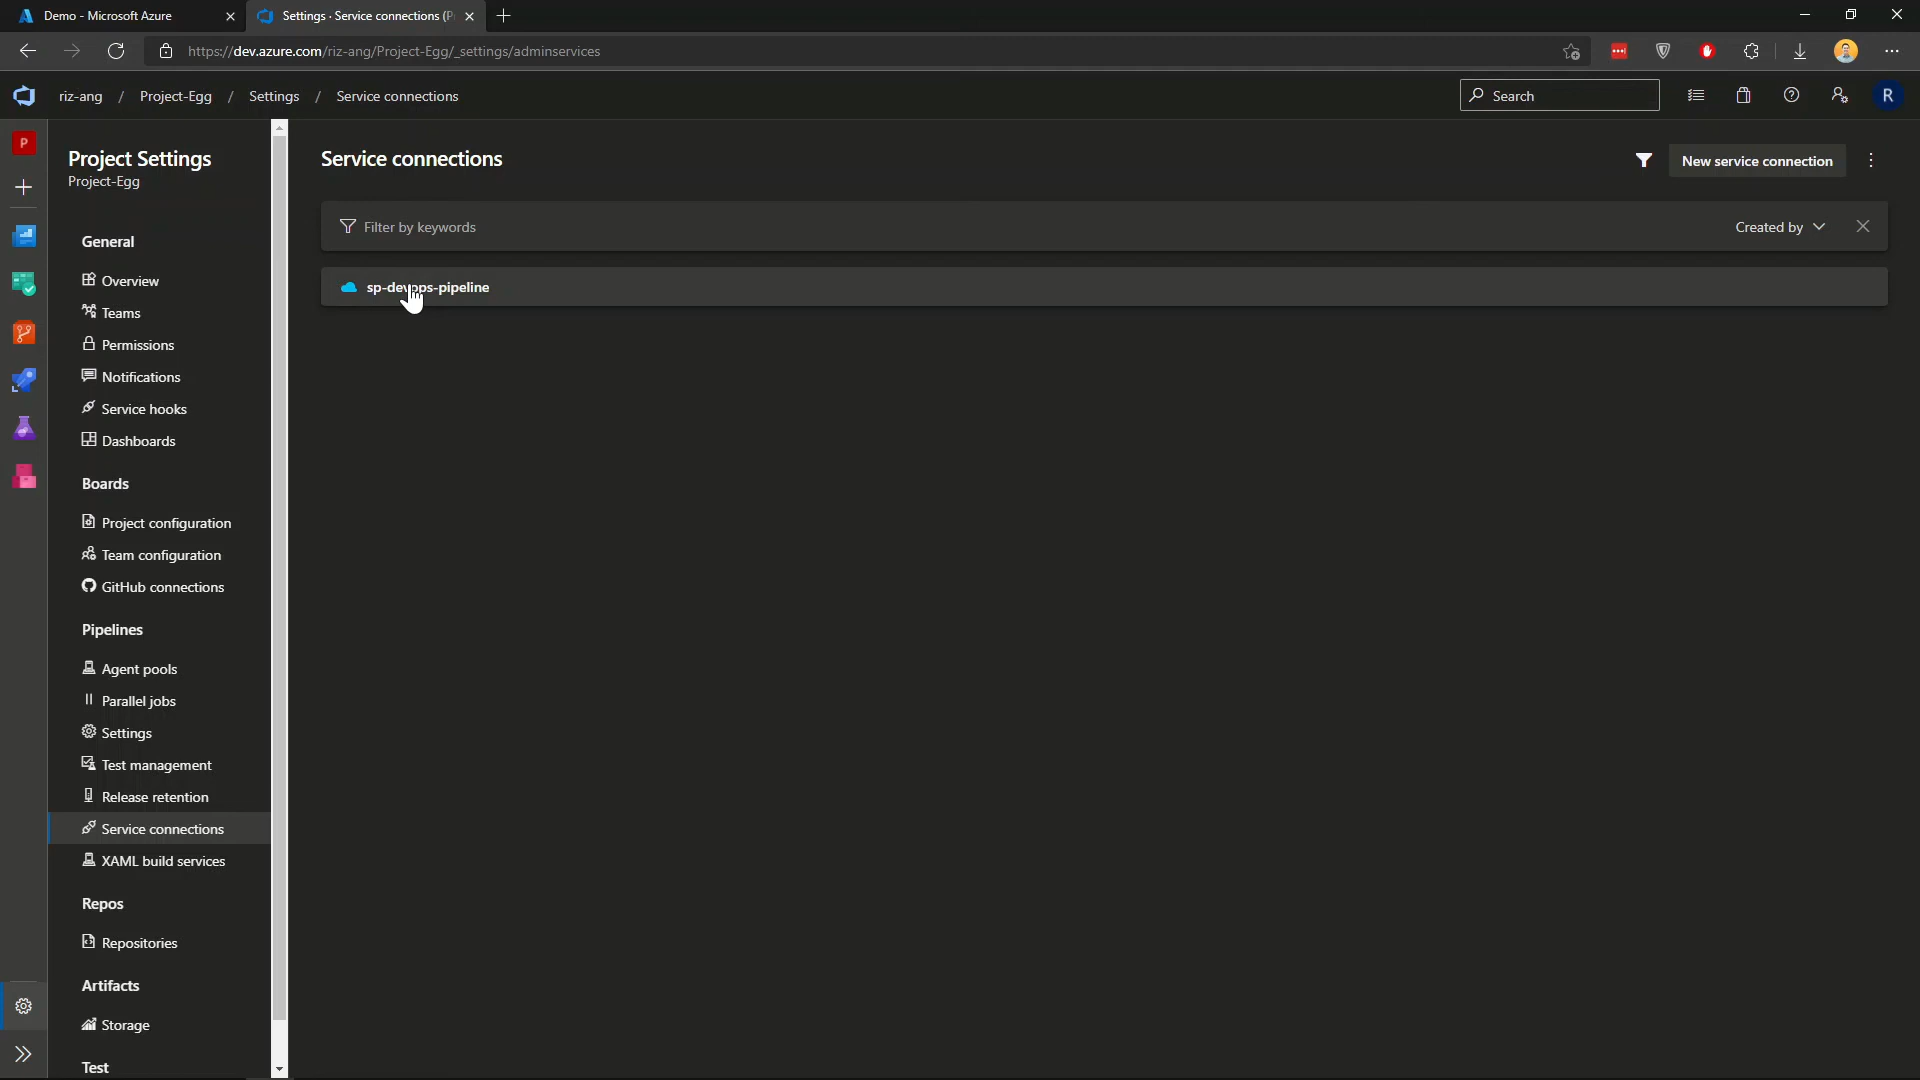 Demo - Microsoft Azure
Settings · Service connections (P
https://dev.azure.com/riz-ang/Project-Egg/_settings/adminservices
riz-ang / Project-Egg / Settings / Service connections
Search
R
P
Project Settings
Project-Egg
General
Overview
Teams
Permissions
Notifications
Service hooks
Dashboards
Boards
Project configuration
Team configuration
GitHub connections
Pipelines
Agent pools
Parallel jobs
Settings
Test management
Release retention
Service connections
XAML build services
Repos
Repositories
Artifacts
Storage
Test
Service connections
New service connection
Filter by keywords
Created by
sp-devops-pipeline